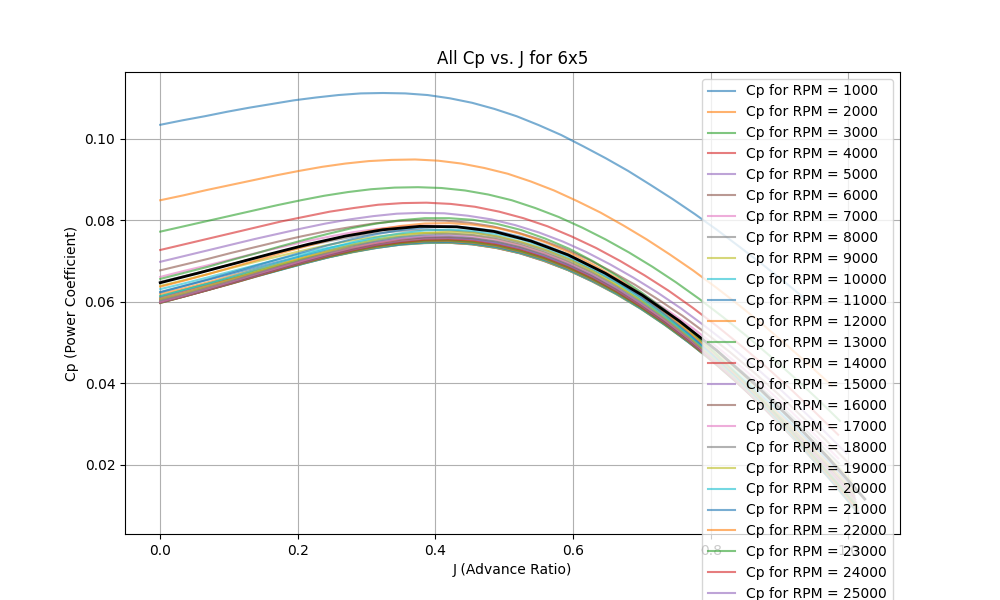 All Cp vs. J for 6x5
Cp (Power Coefficient)
0.10
0.08
0.06
0.04
0.02
0.0
0.2
0.4
0.6
0.8
J (Advance Ratio)
Cp for RPM = 1000
Cp for RPM = 2000
Cp for RPM = 3000
Cp for RPM = 4000
Cp for RPM = 5000
Cp for RPM = 6000
Cp for RPM = 7000
Cp for RPM = 8000
Cp for RPM = 9000
Cp for RPM = 10000
Cp for RPM = 11000
Cp for RPM = 12000
Cp for RPM = 13000
Cp for RPM = 14000
Cp for RPM = 15000
Cp for RPM = 16000
Cp for RPM = 17000
Cp for RPM = 18000
Cp for RPM = 19000
Cp for RPM = 20000
Cp for RPM = 21000
Cp for RPM = 22000
Cp for RPM = 23000
Cp for RPM = 24000
Cp for RPM = 25000